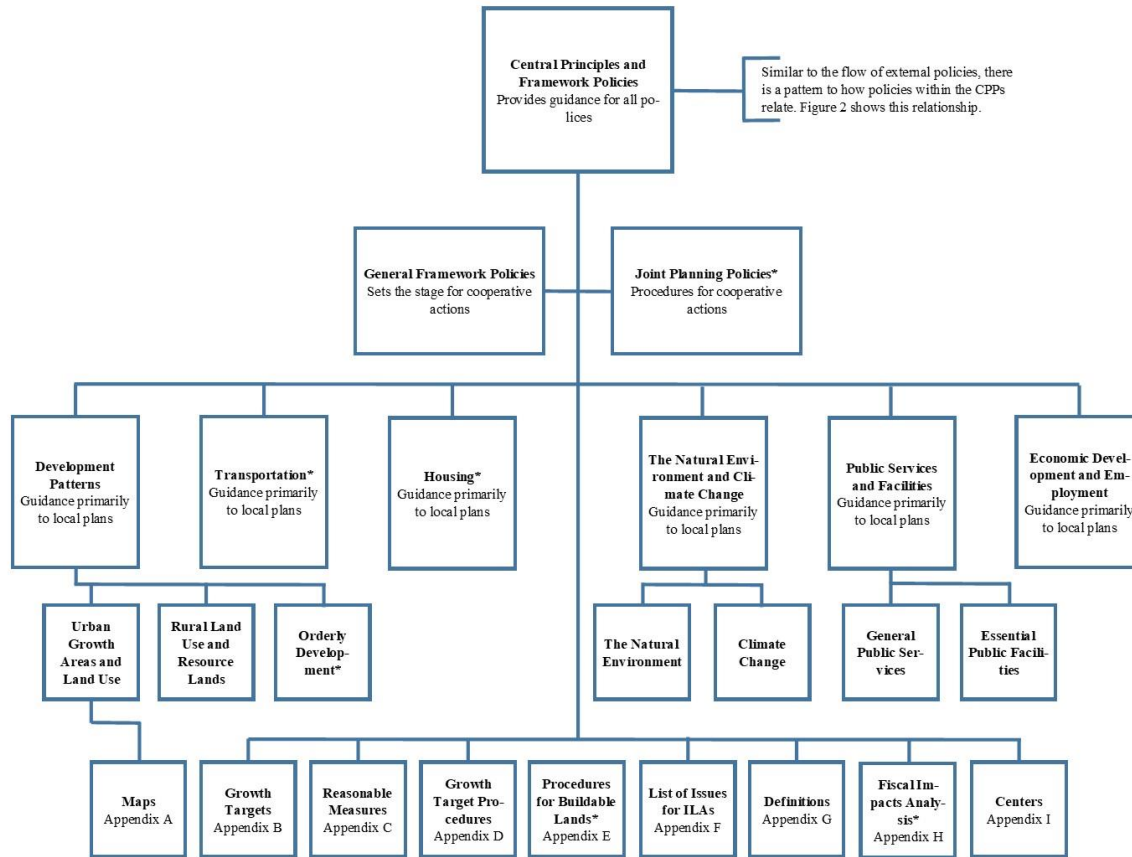 Central Principles and
Framework Policies
Provides guidance for all po-
lices
Similar to the flow of external policies, there
is a pattern to how policies within the CPPs
relate. Figure 2 shows this relationship.
General Framework Policies
Sets the stage for cooperative
actions
Joint Planning Policies*
Procedures for cooperative
actions
Development
Patterns
Guidance primarily
to local plans
Transportation*
Guidance primarily
to local plans
Housing*
Guidance primarily
to local plans
The Natural Envi-
ronment and Cli-
mate Change
Guidance primarily
to local plans
Public Services
and Facilities
Guidance primarily
to local plans
Economic Devel-
opment and Em-
ployment
Guidance primarily
to local plans
Urban
Growth
Areas and
Land Use
Rural Land
Use and
Resource
Lands
Orderly
Develop-
ment*
The Natural
Environment
Climate
Change
General
Public Ser-
vices
Essential
Public Facili-
ties
Maps
Appendix A
Growth
Targets
Appendix B
Reasonable
Measures
Appendix C
Growth
Target Pro-
cedures
Appendix D
Procedures
for Buildable
Lands*
Appendix E
List of Issues
for ILAs
Appendix F
Definitions
Appendix G
Fiscal Im-
pacts Analy-
sis*
Appendix H
Centers
Appendix I